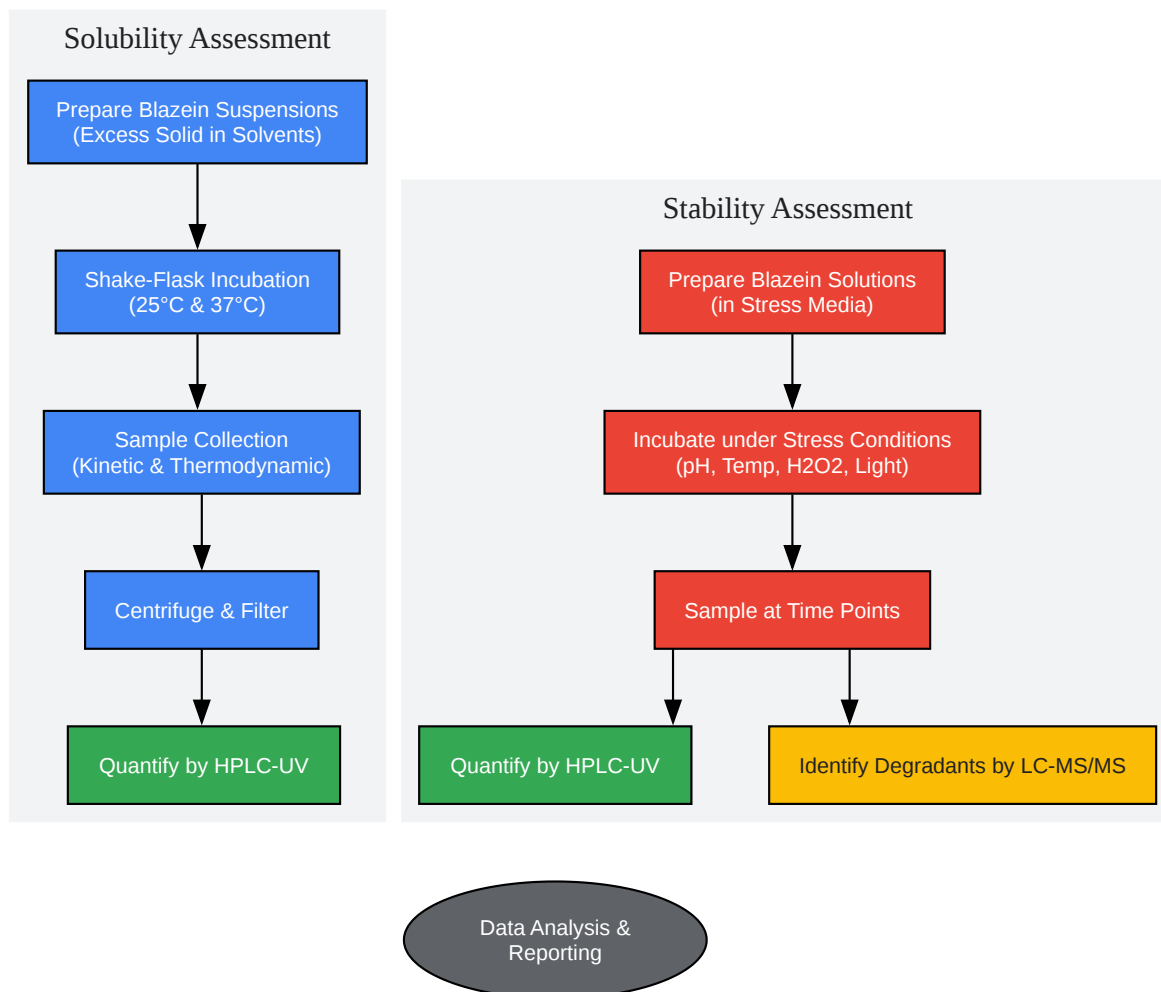 Solubility Assessment
Prepare Blazein Suspensions
(Excess Solid in Solvents)
Shake-Flask Incubation
(25°C & 37°C)
Sample Collection
(Kinetic & Thermodynamic)
Centrifuge & Filter
Quantify by HPLC-UV
Stability Assessment
Prepare Blazein Solutions
(in Stress Media)
Incubate under Stress Conditions
(pH, Temp, H2O2, Light)
Sample at Time Points
Quantify by HPLC-UV
Identify Degradants by LC-MS/MS
Data Analysis &
Reporting